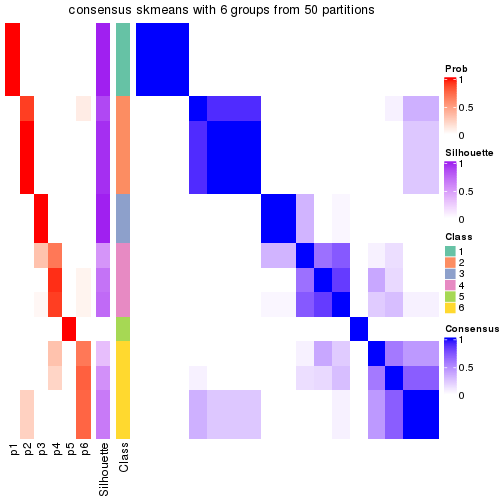 consensus skmeans with 6 groups from 50 partitions
Prob
1
0.5
0
Silhouette
1
0.5
0
Class
1
2
3
4
5
6
Consensus
1
0.5
0
p1
p2
p3
p4
p5
p6
Silhouette
Class